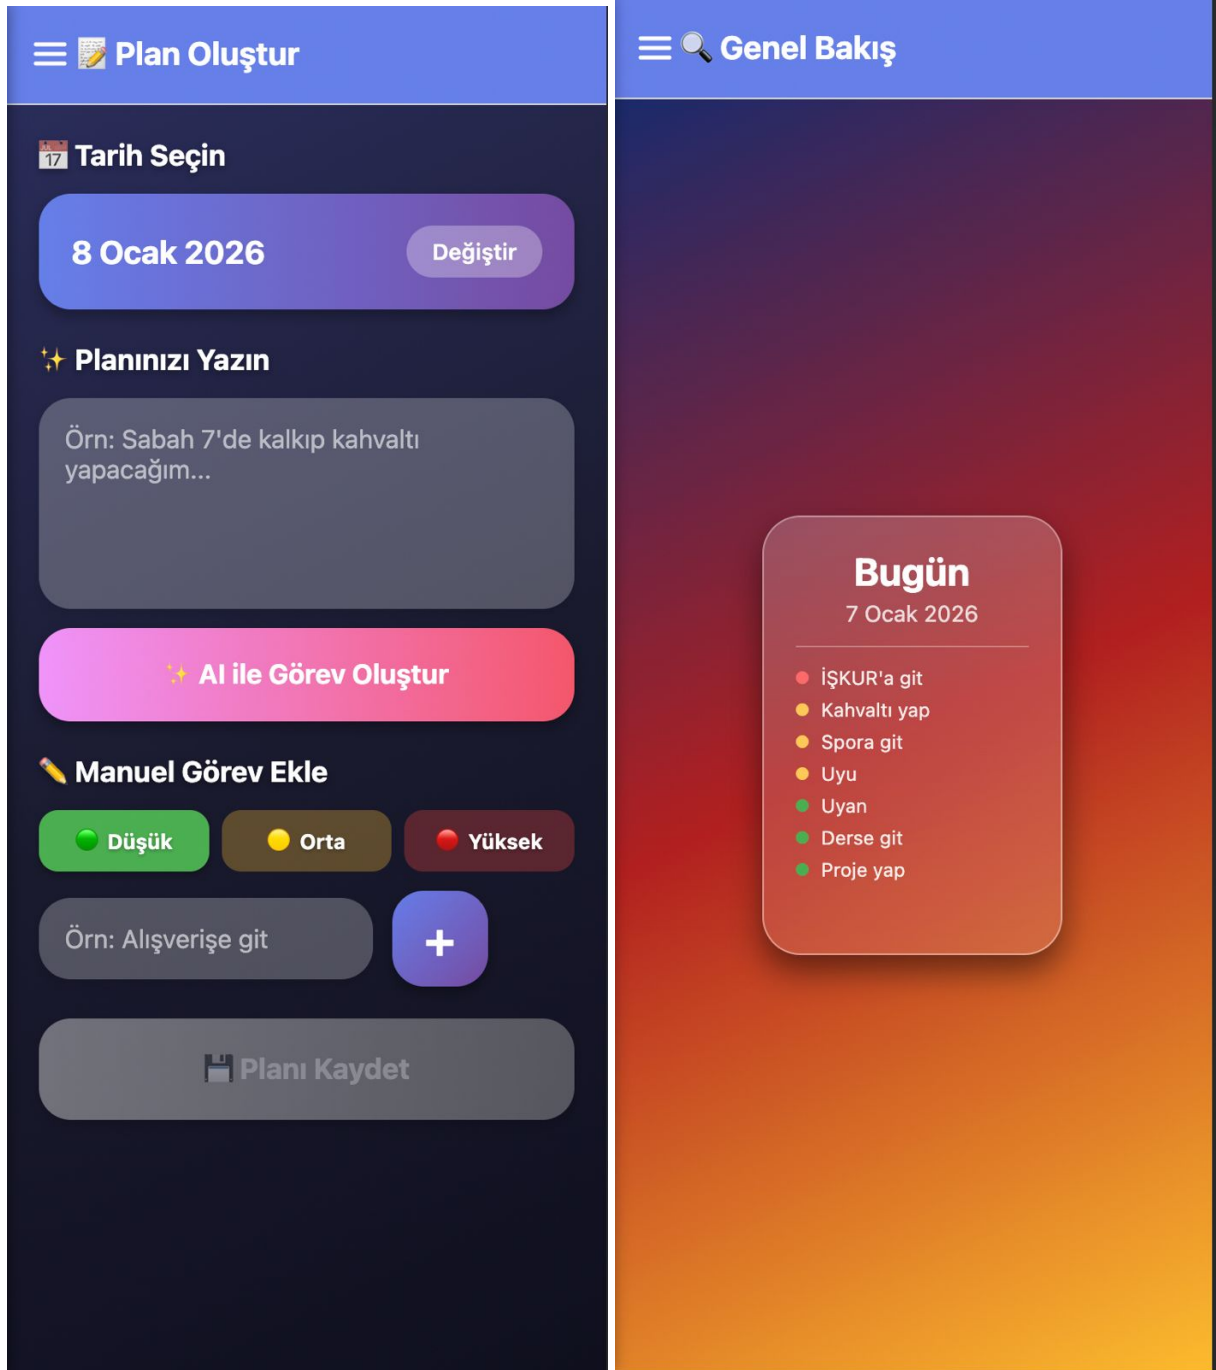 Plan Oluştur
Tarih Seçin
8 Ocak 2026
Değiştir
Planınızı Yazın
Örn: Sabah 7'de kalkıp kahvaltı
yapacağım...
AI ile Görev Oluştur
Manuel Görev Ekle
Düşük
Orta
Yüksek
Örn: Alışverişe git
+
Planı Kaydet
Genel Bakış
Bugün
7 Ocak 2026
İŞKUR'a git
Kahvaltı yap
Spora git
Uyu
Uyan
Derse git
Proje yap